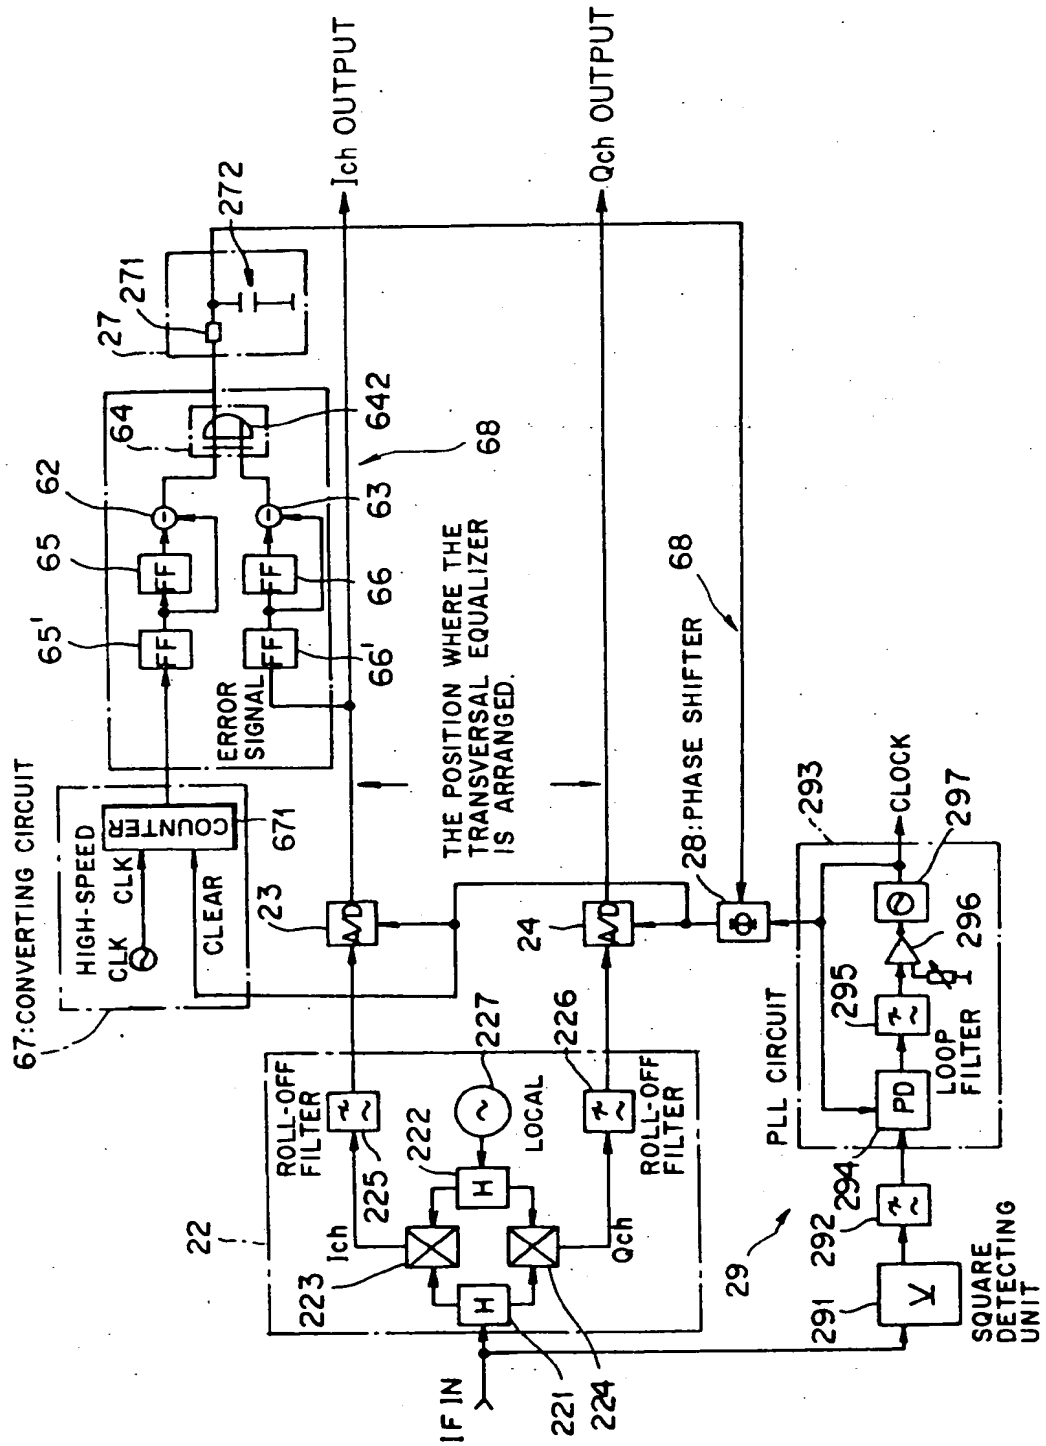 67:CONVERTING CIRCUIT
HIGH-SPEED
CLK
CLK
COUNTER
CLEAR
671
65'
65
62
64
27
271
272
FF
FF
FF
FF
-
-
ERROR
SIGNAL
66'
66
63
642
68
Ich OUTPUT
22
ROLL-OFF
FILTER
225
23
A/D
Ich
223
222
227
H
H
LOCAL
THE POSITION WHERE THE
TRANSVERSAL EQUALIZER
IS ARRANGED.
IF IN
221
224
Qch
226
ROLL-OFF
FILTER
24
A/D
Qch OUTPUT
28:PHASE SHIFTER
Φ
68
29
291
V
SQUARE
DETECTING
UNIT
292
294
PLL CIRCUIT
293
PD
295
LOOP
FILTER
296
297
CLOCK